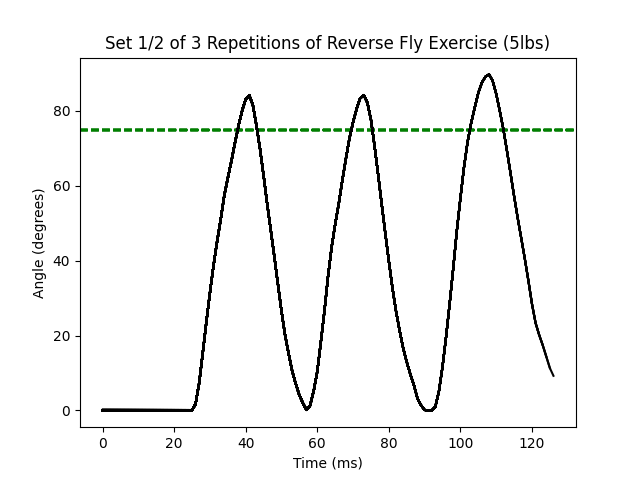 Set 1/2 of 3 Repetitions of Reverse Fly Exercise (5lbs)
80
60
40
20
0
Angle (degrees)
0 20 40 60 80 100 120
Time (ms)